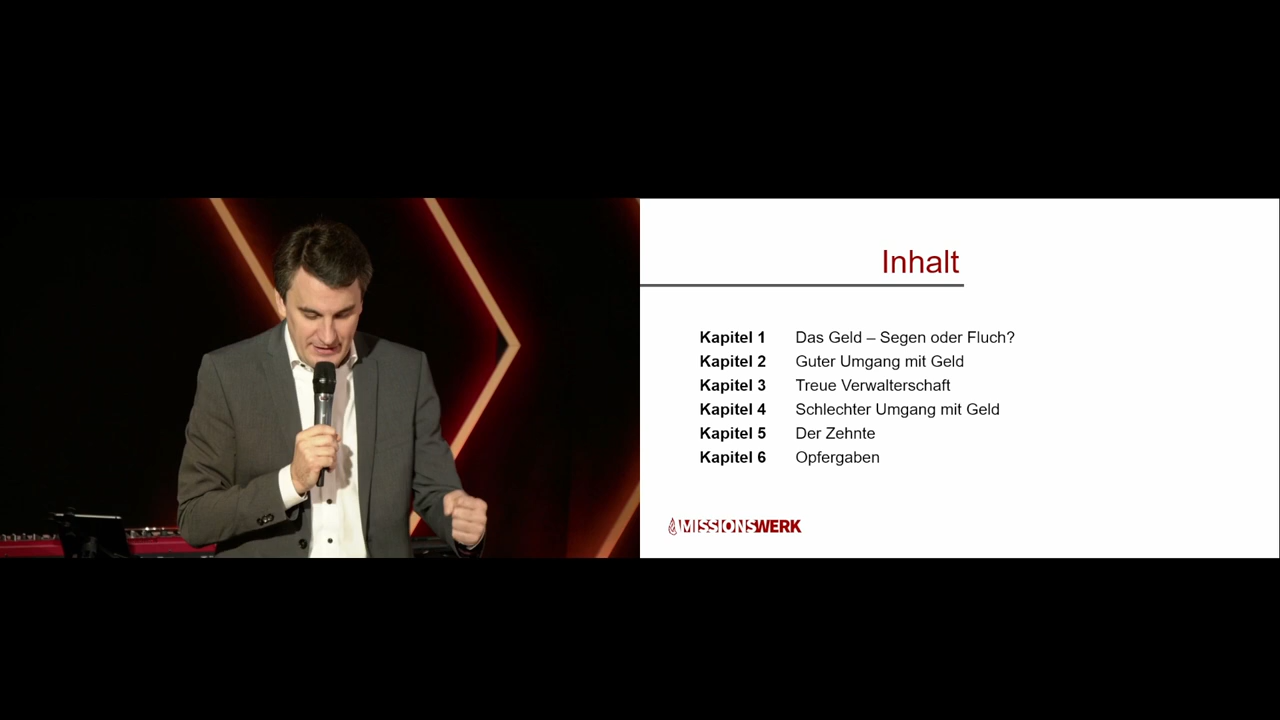 Inhalt
Kapitel 1 Das Geld – Segen oder Fluch?
Kapitel 2 Guter Umgang mit Geld
Kapitel 3 Treue Verwalterschaft
Kapitel 4 Schlechter Umgang mit Geld
Kapitel 5 Der Zehnte
Kapitel 6 Opfergaben
MISSIONSWERK